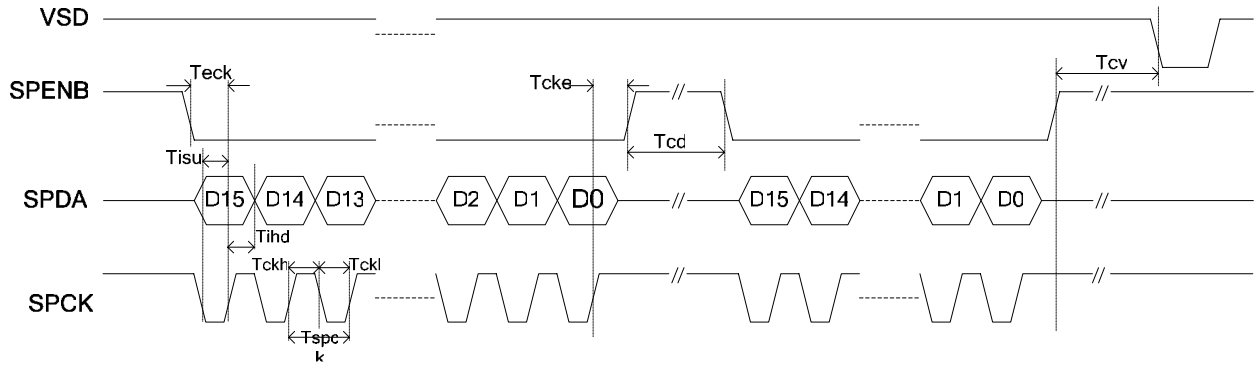 VSD
Tcv
Teck
Tcke
SPENB
//
//
Tcd
Tisu
SPDA
D15
D14
D13
D2
D1
D0
//
D15
D14
D1
D0
//
Tihd
Tckh
Tckl
SPCK
//
//
Tspc
k